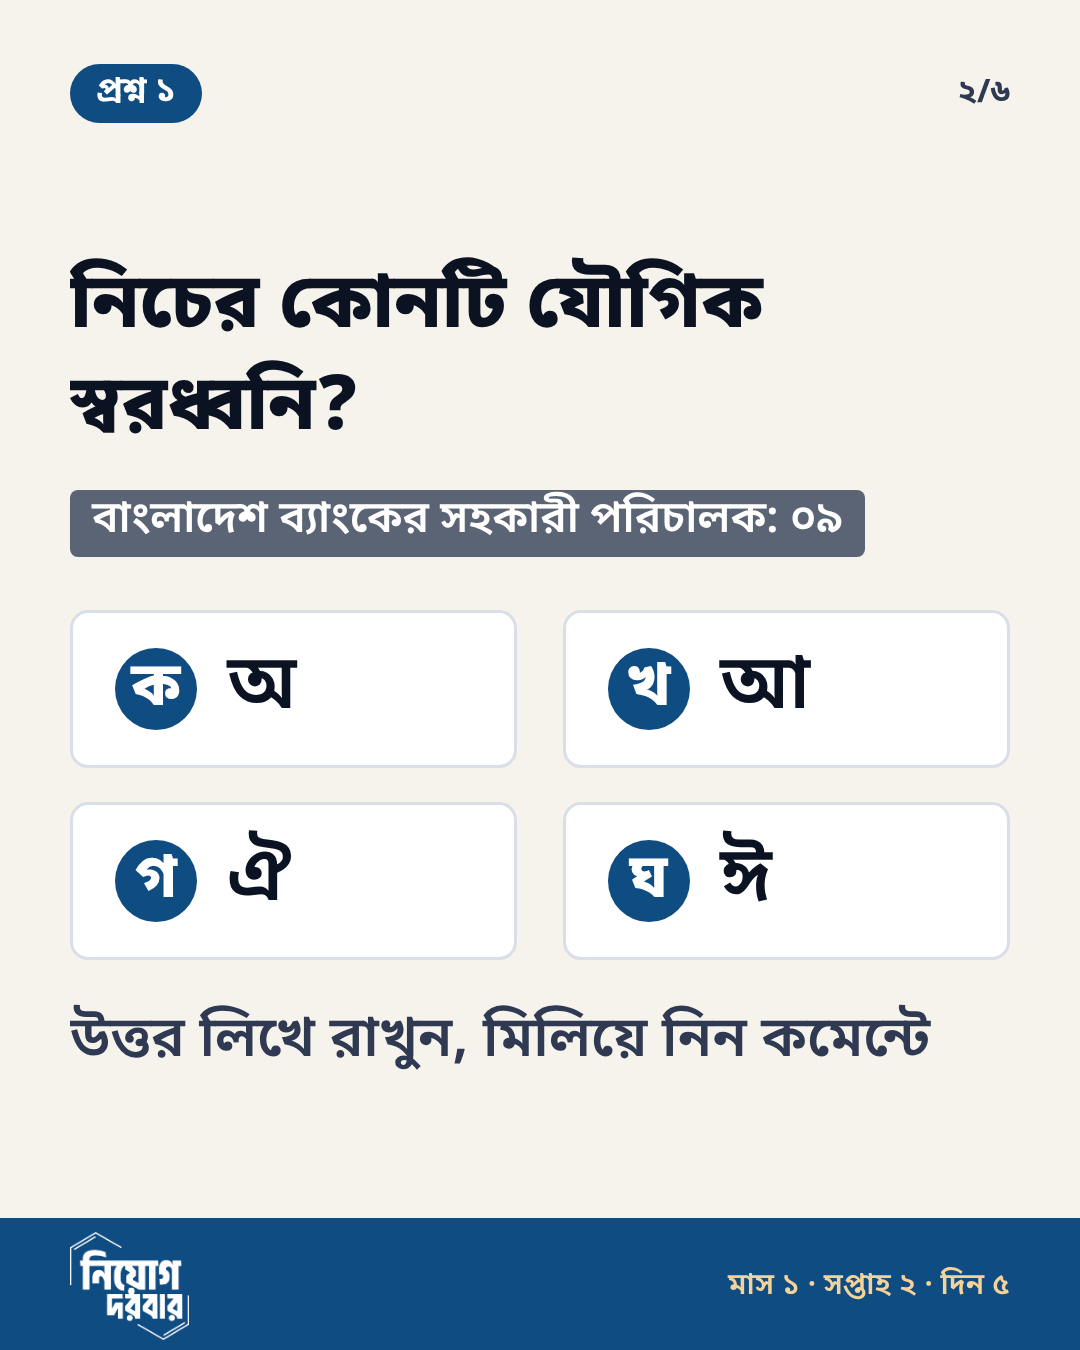 প্রশ্ন ১
২/৬
নিচের কোনটি যৌগিক
স্বরধ্বনি?
বাংলাদেশ ব্যাংকের সহকারী পরিচালক: ০৯
ক অ
খ আ
গ ঐ
ঘ ঈ
উত্তর লিখে রাখুন, মিলিয়ে নিন কমেন্টে
নিয়োগ
দরবার
মাস ১ · সপ্তাহ ২ · দিন ৫